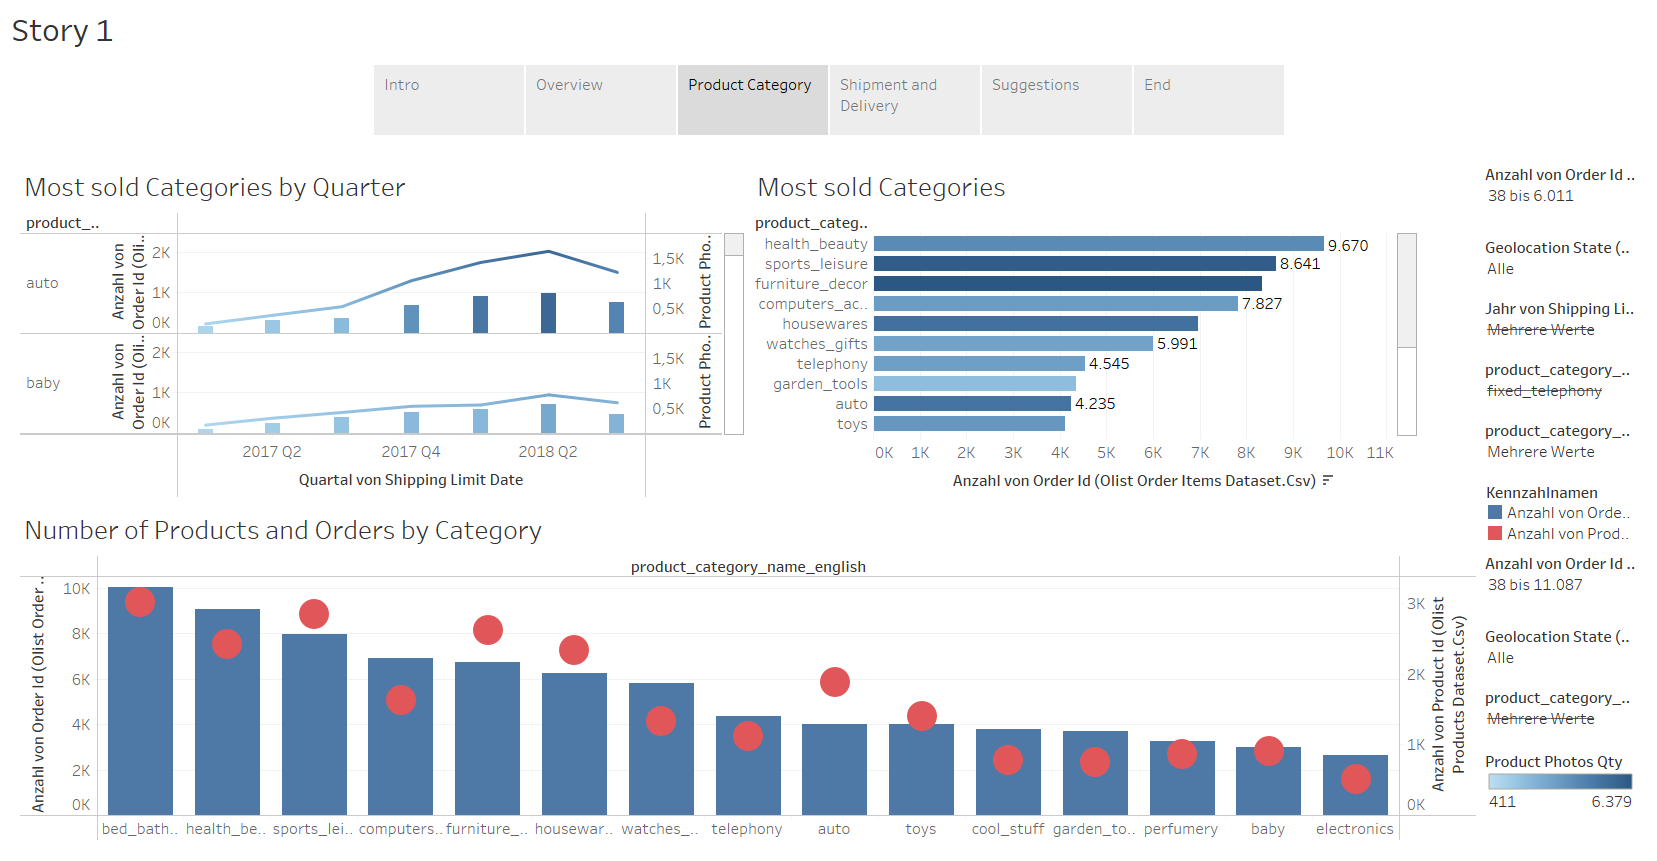 Story 1
Intro
Overview
Product Category
Shipment and
Delivery
Suggestions
End
Most sold Categories by Quarter
product_..
auto
Anzahl von
Order Id (Oli..
2K
1K
0K
1,5K
1K
0,5K
Product Pho..
baby
Anzahl von
Order Id (Oli..
2K
1K
0K
1,5K
1K
0,5K
Product Pho..
2017 Q2
2017 Q4
2018 Q2
Quartal von Shipping Limit Date
Most sold Categories
product_categ..
health_beauty
9.670
sports_leisure
8.641
furniture_decor
computers_ac..
7.827
housewares
watches_gifts
5.991
telephony
4.545
garden_tools
auto
4.235
toys
0K 1K 2K 3K 4K 5K 6K 7K 8K 9K 10K 11K
Anzahl von Order Id (Olist Order Items Dataset.Csv)
Number of Products and Orders by Category
product_category_name_english
Anzahl von Order Id (Olist Order ..
10K
8K
6K
4K
2K
0K
3K
2K
1K
0K
Anzahl von Product Id (Olist
Products Dataset.Csv)
bed_bath.. health_be.. sports_lei.. computers.. furniture_.. housewar.. watches_.. telephony auto toys cool_stuff garden_to.. perfumery baby electronics
Anzahl von Order Id ..
38 bis 6.011
Geolocation State (..
Alle
Jahr von Shipping Li..
Mehrere Werte
product_category_..
fixed_telephony
product_category_..
Mehrere Werte
Kennzahlnamen
Anzahl von Orde..
Anzahl von Prod..
Anzahl von Order Id ..
38 bis 11.087
Geolocation State (..
Alle
product_category_..
Mehrere Werte
Product Photos Qty
411
6.379